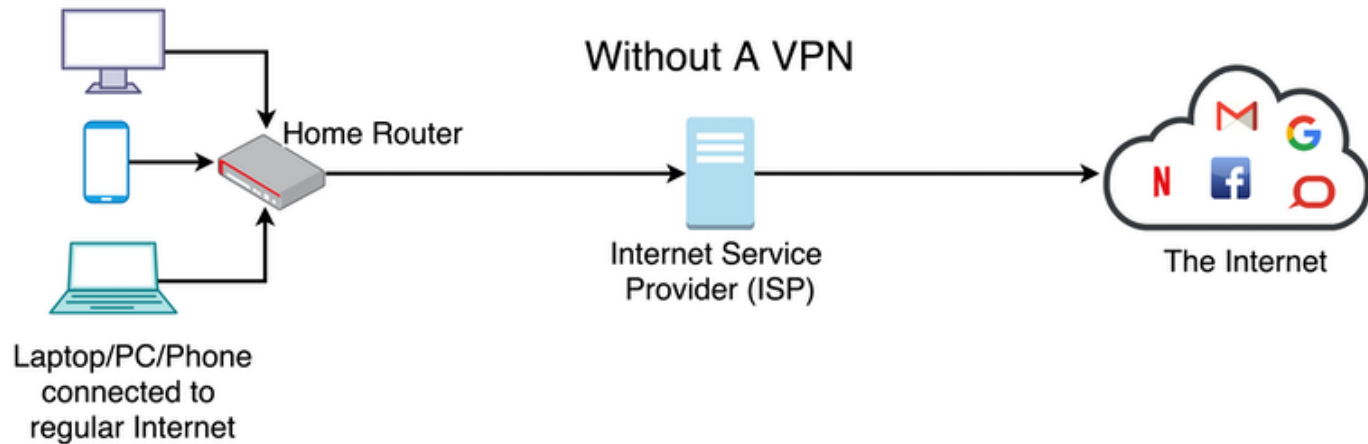 Without A VPN
Home Router
Internet Service
Provider (ISP)
N
f
G
The Internet
Laptop/PC/Phone
connected to
regular Internet